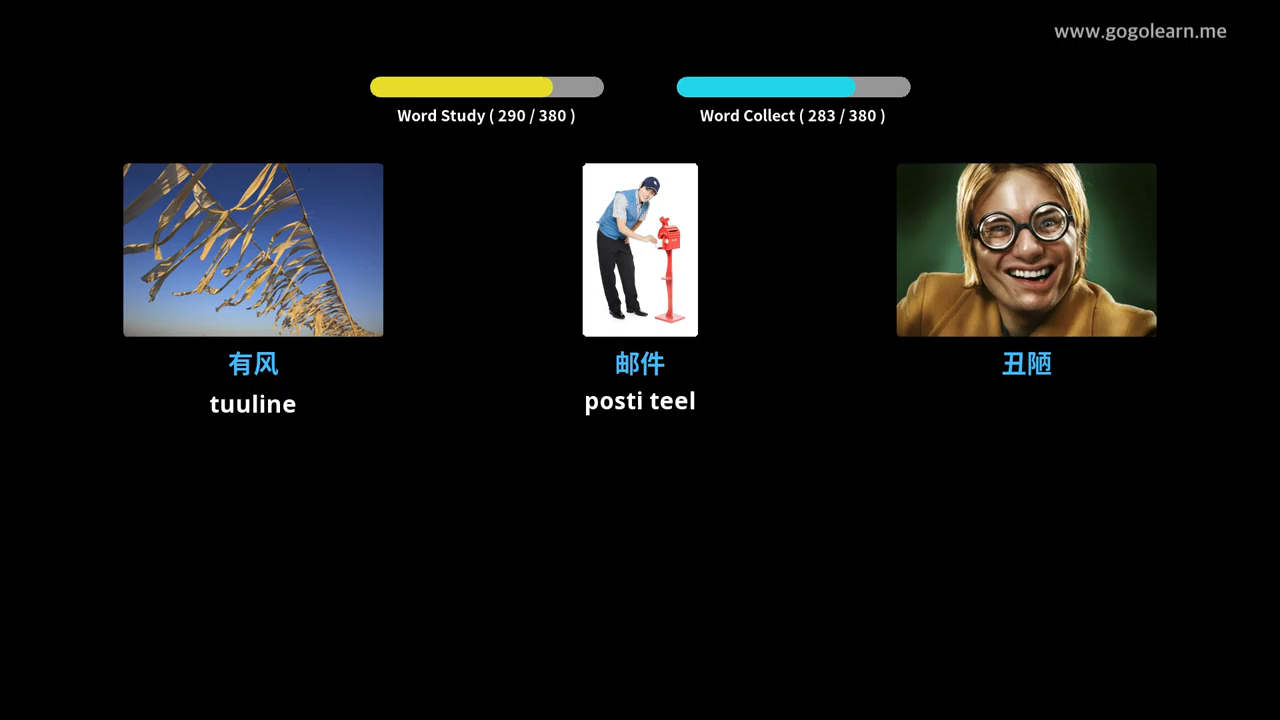 www.gogolearn.me
Word Study ( 290 / 380 )
Word Collect ( 283 / 380 )
有风
邮件
丑陋
tuuline
posti teel